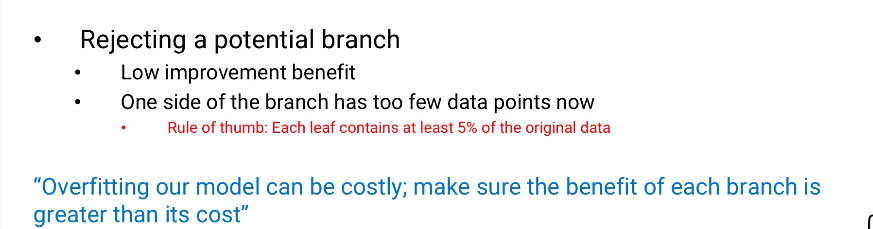 • Rejecting a potential branch
• Low improvement benefit
• One side of the branch has too few data points now
• Rule of thumb: Each leaf contains at least 5% of the original data
“Overfitting our model can be costly; make sure the benefit of each branch is
greater than its cost”